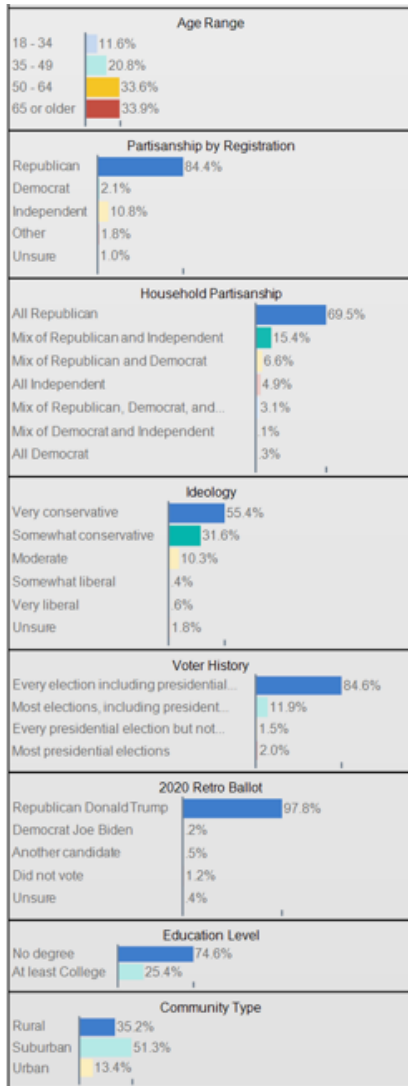 Age Range
18 - 34 11.6%
35 - 49 20.8%
50 - 64 33.6%
65 or older 33.9%
Partisanship by Registration
Republican 84.4%
Democrat 2.1%
Independent 10.8%
Other 1.8%
Unsure 1.0%
Household Partisanship
All Republican 69.5%
Mix of Republican and Independent 15.4%
Mix of Republican and Democrat 6.6%
All Independent 4.9%
Mix of Republican, Democrat, and... 3.1%
Mix of Democrat and Independent .1%
All Democrat .3%
Ideology
Very conservative 55.4%
Somewhat conservative 31.6%
Moderate 10.3%
Somewhat liberal .4%
Very liberal .6%
Unsure 1.8%
Voter History
Every election including presidential... 84.6%
Most elections, including president... 11.9%
Every presidential election but not... 1.5%
Most presidential elections 2.0%
2020 Retro Ballot
Republican Donald Trump 97.8%
Democrat Joe Biden .2%
Another candidate .5%
Did not vote 1.2%
Unsure .4%
Education Level
No degree 74.6%
At least College 25.4%
Community Type
Rural 35.2%
Suburban 51.3%
Urban 13.4%